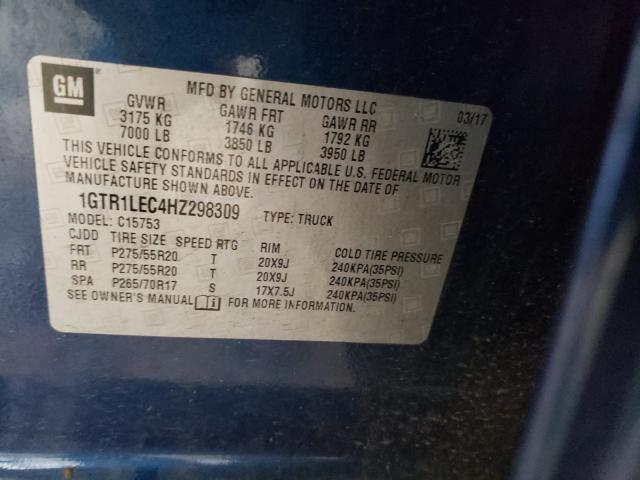 GM
MFD BY GENERAL MOTORS LLC
03/17
GVWR GAWR FRT GAWR RR
3175 KG 1746 KG 1792 KG
7000 LB 3850 LB 3950 LB
THIS VEHICLE CONFORMS TO ALL APPLICABLE U.S. FEDERAL MOTOR
VEHICLE SAFETY STANDARDS IN EFFECT ON THE DATE OF
MANUFACTURE SHOWN ABOVE.
1GTR1LEC4HZ298309 TYPE: TRUCK
MODEL: C15753
CJDD TIRE SIZE SPEED RTG RIM COLD TIRE PRESSURE
FRT P275/55R20 T 20X9J 240KPA(35PSI)
RR P275/55R20 T 20X9J 240KPA(35PSI)
SPA P265/70R17 S 17X7.5J 240KPA(35PSI)
SEE OWNER'S MANUAL FOR MORE INFORMATION.